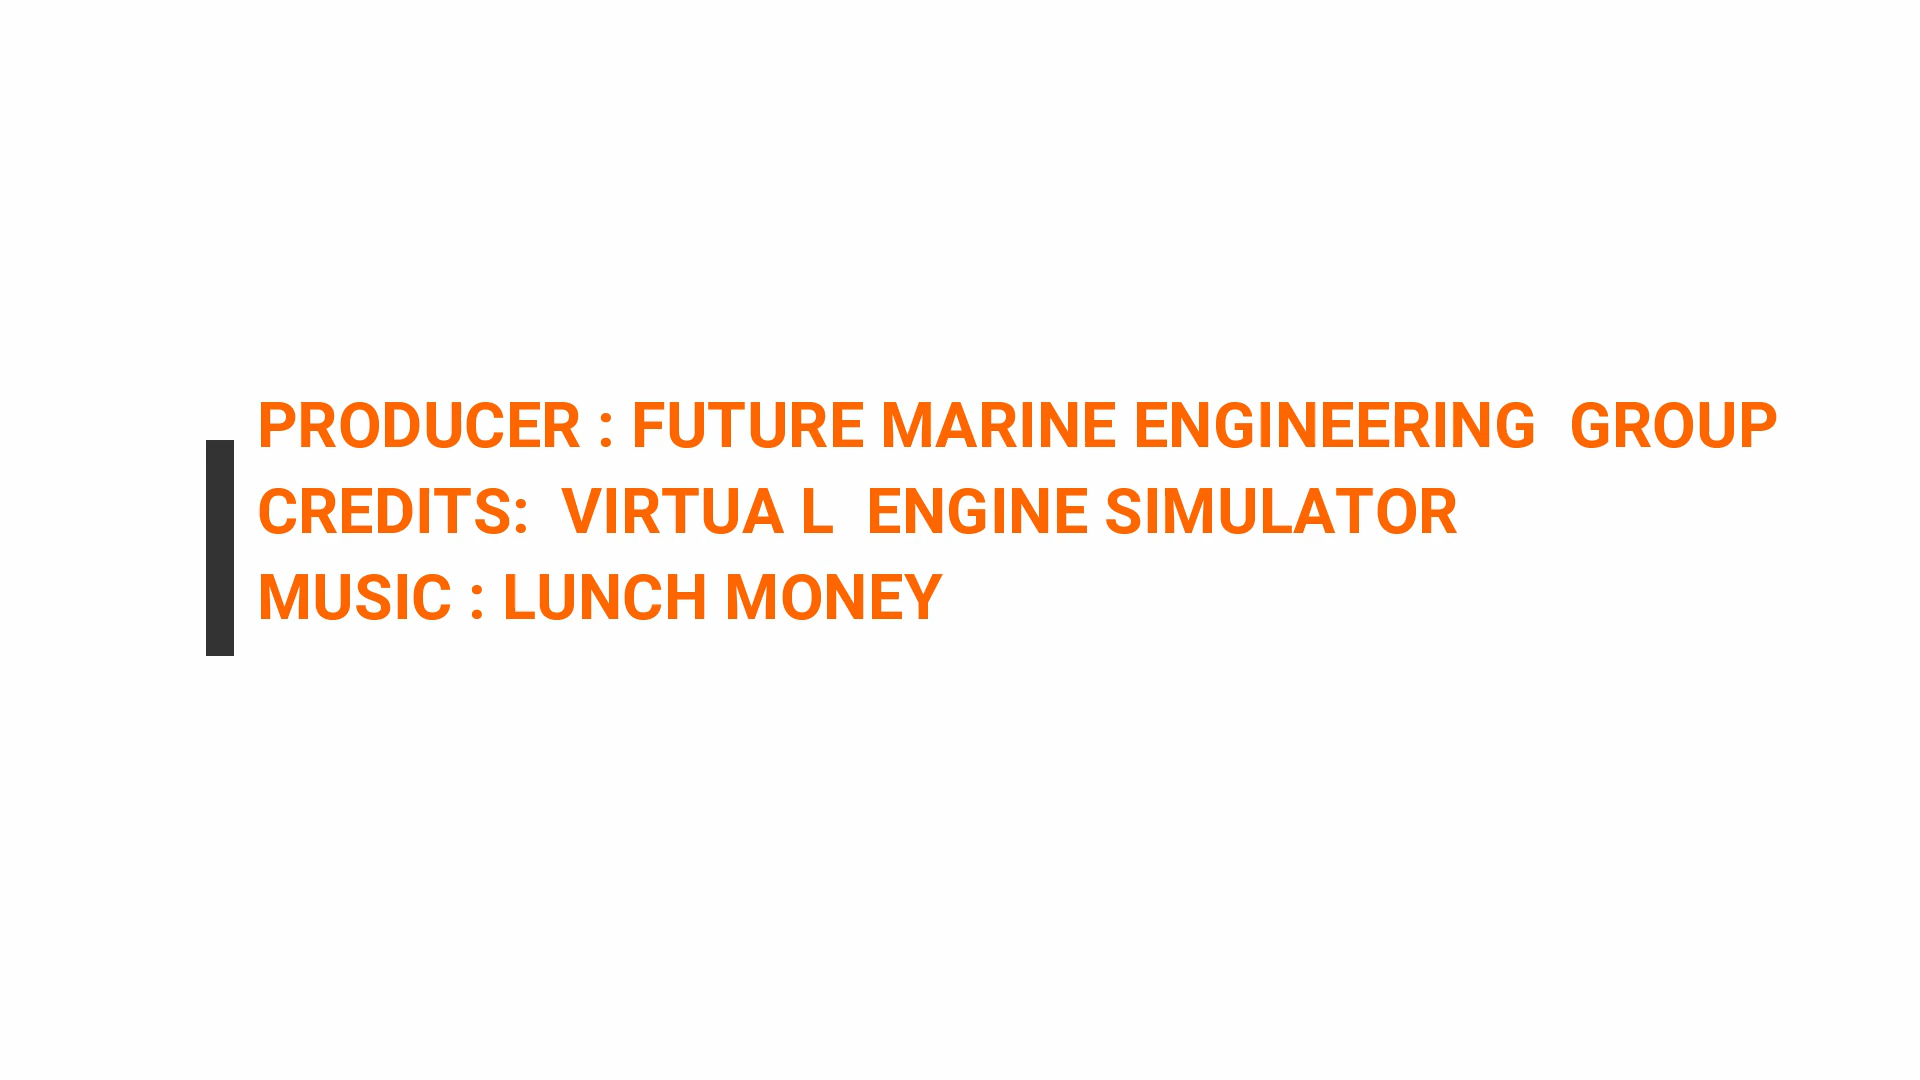 PRODUCER : FUTURE MARINE ENGINEERING  GROUP
CREDITS:  VIRTUA L  ENGINE SIMULATOR
MUSIC : LUNCH MONEY